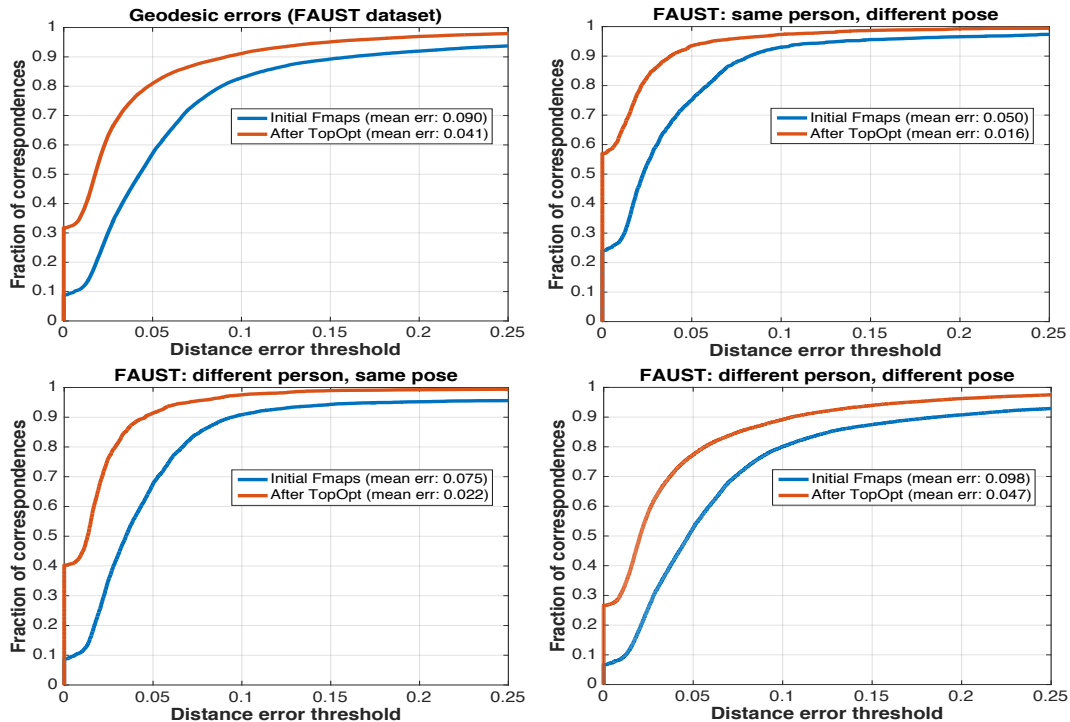 Geodesic errors (FAUST dataset)
1
0.9
0.8
0.7
0.6
0.5
0.4
0.3
0.2
0.1
0
Fraction of correspondences
Initial Fmaps (mean err: 0.090)
After TopOpt (mean err: 0.041)
0 0.05 0.1 0.15 0.2 0.25
Distance error threshold
FAUST: same person, different pose
1
0.9
0.8
0.7
0.6
0.5
0.4
0.3
0.2
0.1
0
Fraction of correspondences
Initial Fmaps (mean err: 0.050)
After TopOpt (mean err: 0.016)
0 0.05 0.1 0.15 0.2 0.25
Distance error threshold
FAUST: different person, same pose
1
0.9
0.8
0.7
0.6
0.5
0.4
0.3
0.2
0.1
0
Fraction of correspondences
Initial Fmaps (mean err: 0.075)
After TopOpt (mean err: 0.022)
0 0.05 0.1 0.15 0.2 0.25
Distance error threshold
FAUST: different person, different pose
1
0.9
0.8
0.7
0.6
0.5
0.4
0.3
0.2
0.1
0
Fraction of correspondences
Initial Fmaps (mean err: 0.098)
After TopOpt (mean err: 0.047)
0 0.05 0.1 0.15 0.2 0.25
Distance error threshold